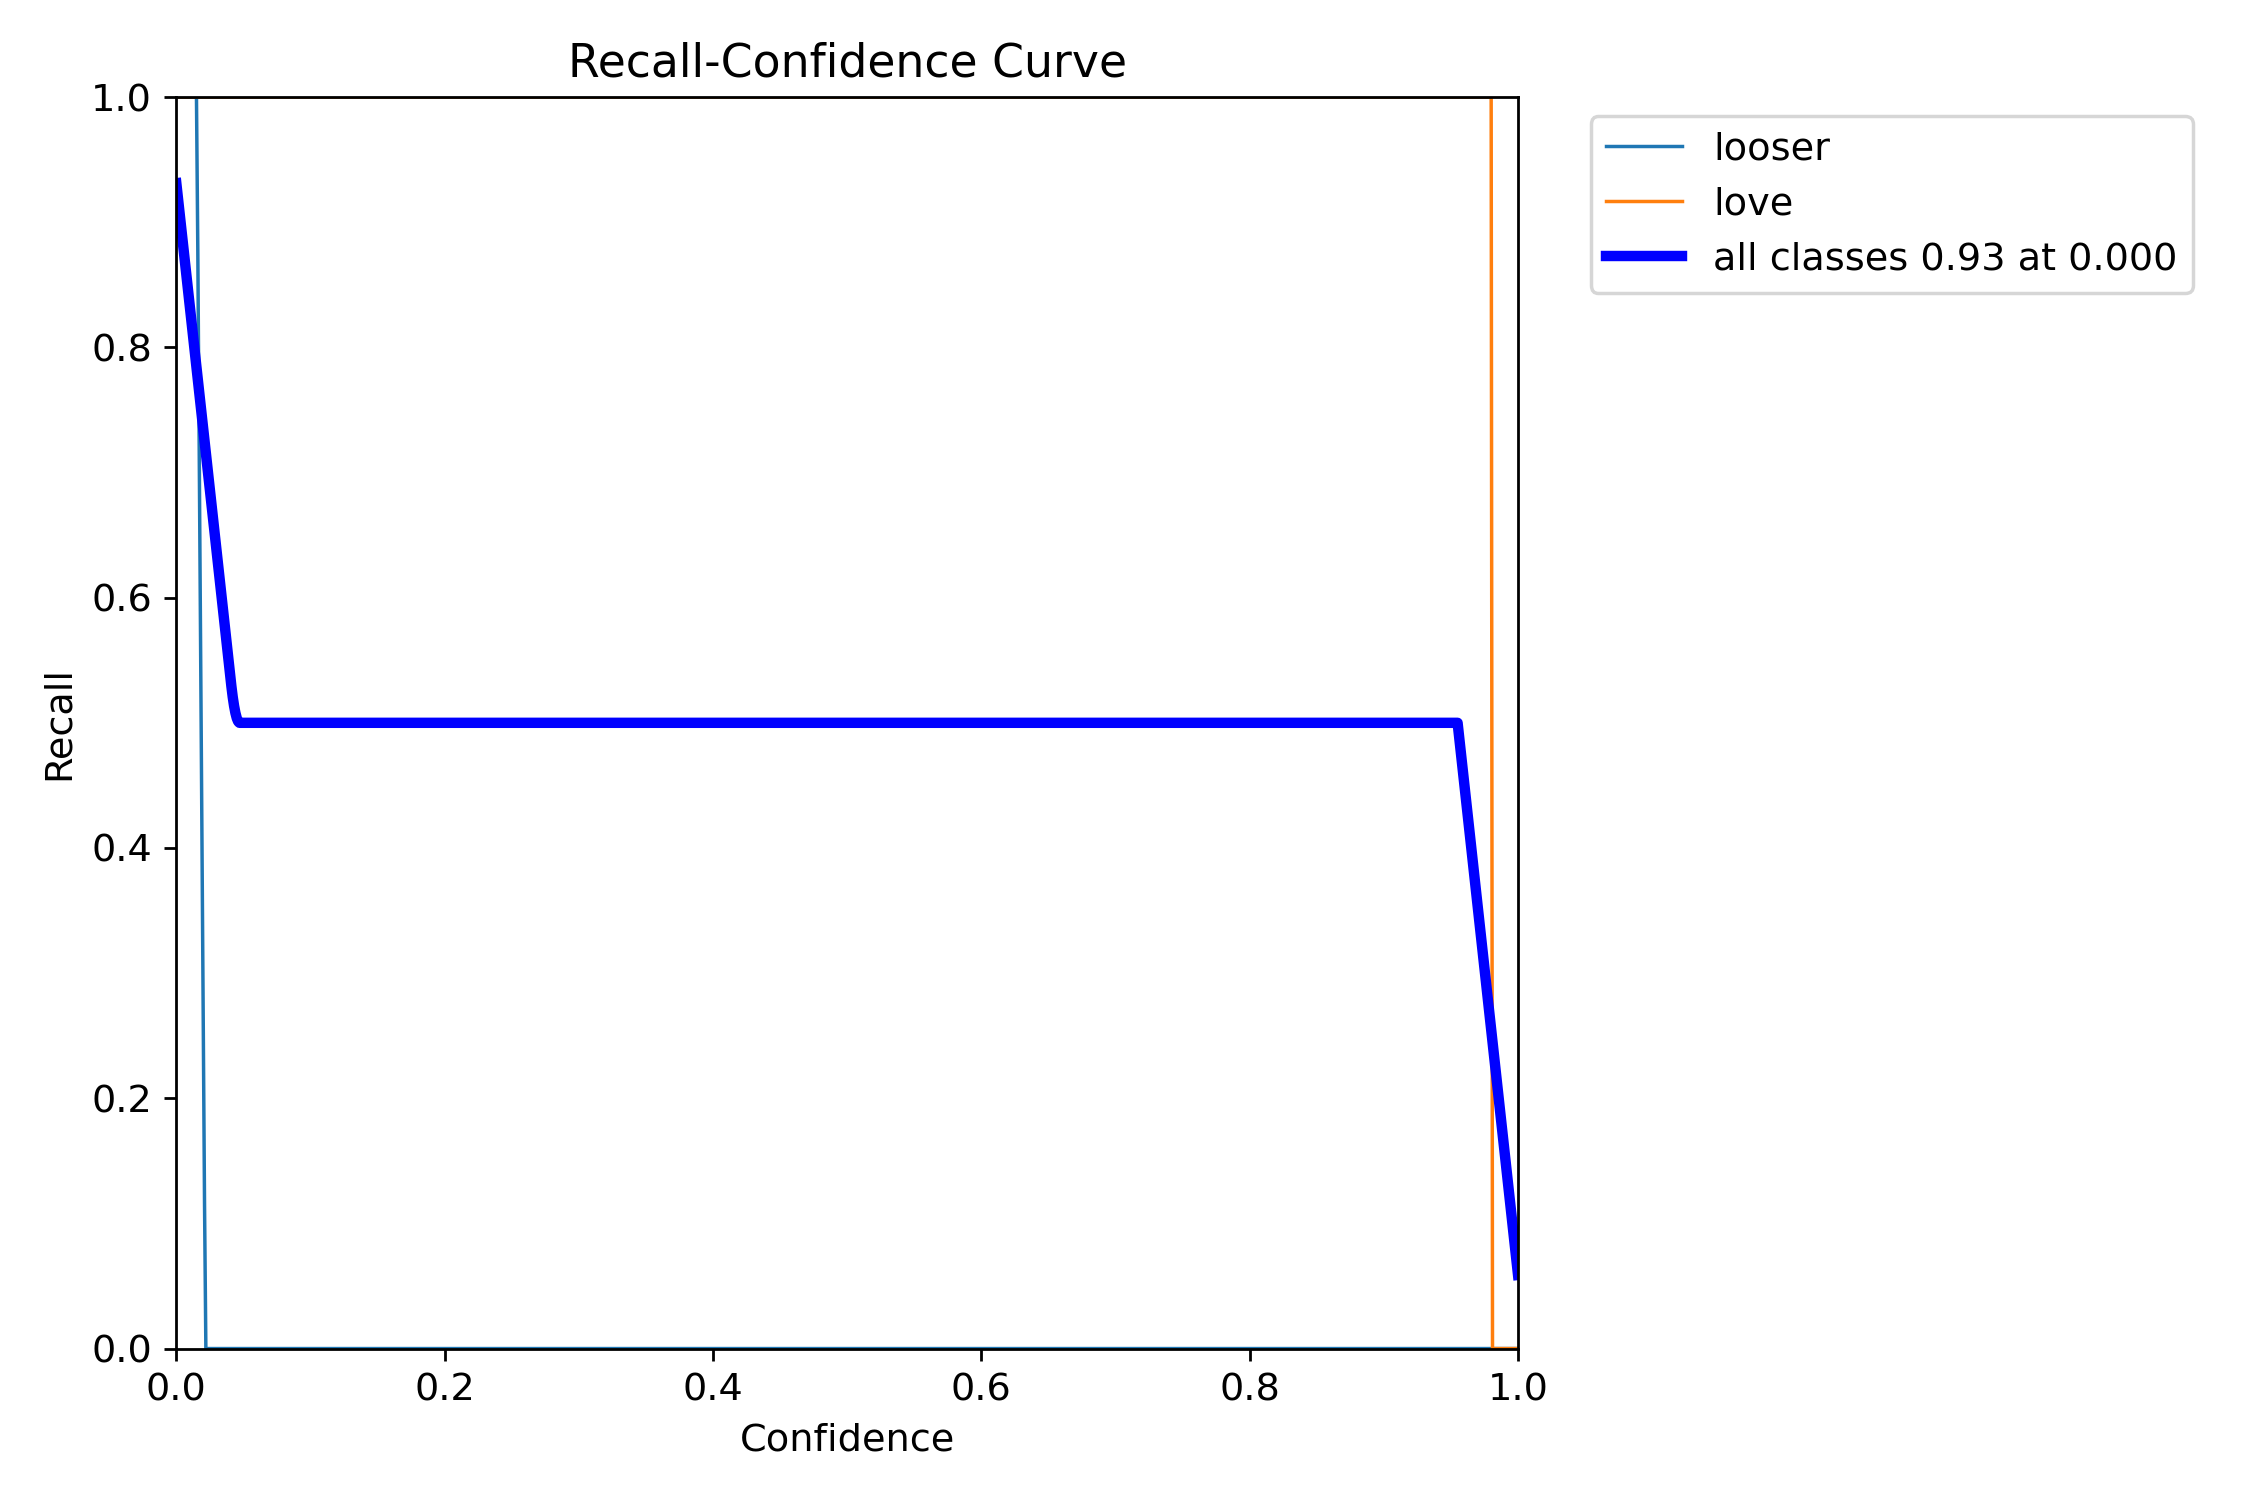 Recall-Confidence Curve
1.0
0.8
0.6
0.4
0.2
0.0
Recall
0.0 0.2 0.4 0.6 0.8 1.0
Confidence
looser
love
all classes 0.93 at 0.000